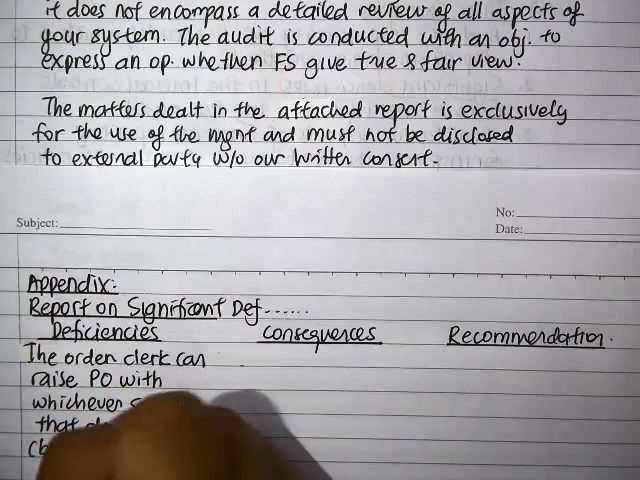 it does not encompass a detailed review of all aspects of
your system. The audit is conducted with an obj. to
express an op. whether FS give true & fair view.
The matters dealt in the attached report is exclusively
for the use of the mgnt and must not be disclosed
to external party w/o our written consent.
Subject:
No:
Date:
Appendix:
Report on Significant Def......
Deficiencies Consequences Recommendation.
The order clerk can
raise PO with
whichever
that